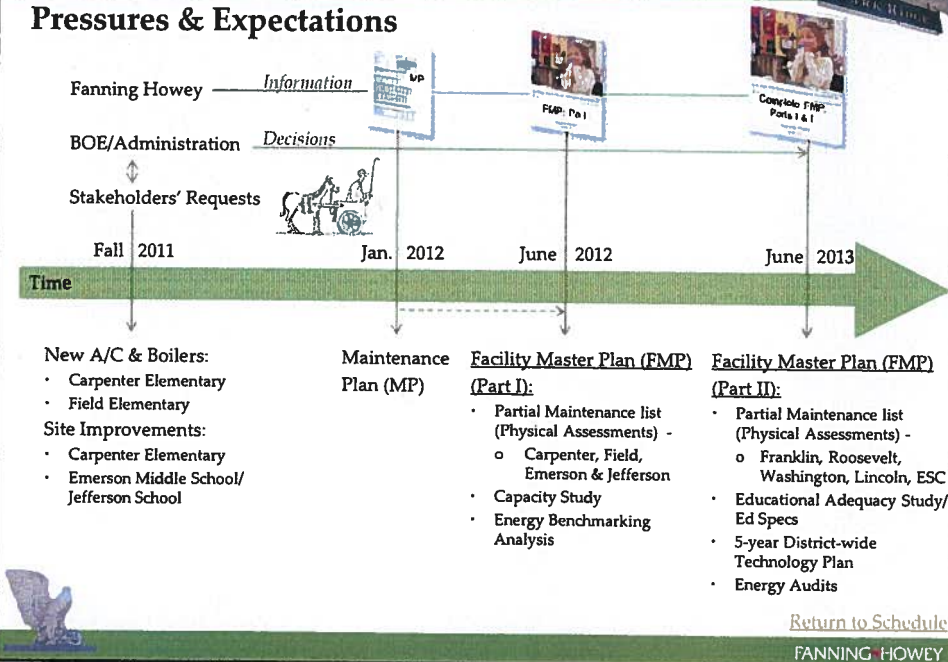 Pressures & Expectations
Fanning Howey
Information
MP
FMP:
Complete FMP:
Parts I &
BOE/Administration
Decisions
Stakeholders' Requests
Fall 2011
Jan. 2012
June 2012
June 2013
Time
New A/C & Boilers:
· Carpenter Elementary
· Field Elementary
Site Improvements:
· Carpenter Elementary
· Emerson Middle School/
Jefferson School
Maintenance
Plan (MP)
Facility Master Plan (FMP)
(Part I):
· Partial Maintenance list
(Physical Assessments) -
o Carpenter, Field,
Emerson & Jefferson
· Capacity Study
· Energy Benchmarking
Analysis
Facility Master Plan (FMP)
(Part II):
· Partial Maintenance list
(Physical Assessments) -
o Franklin, Roosevelt,
Washington, Lincoln, ESC
· Educational Adequacy Study/
Ed Specs
· 5-year District-wide
Technology Plan
· Energy Audits
Return to Schedule
FANNING HOWEY